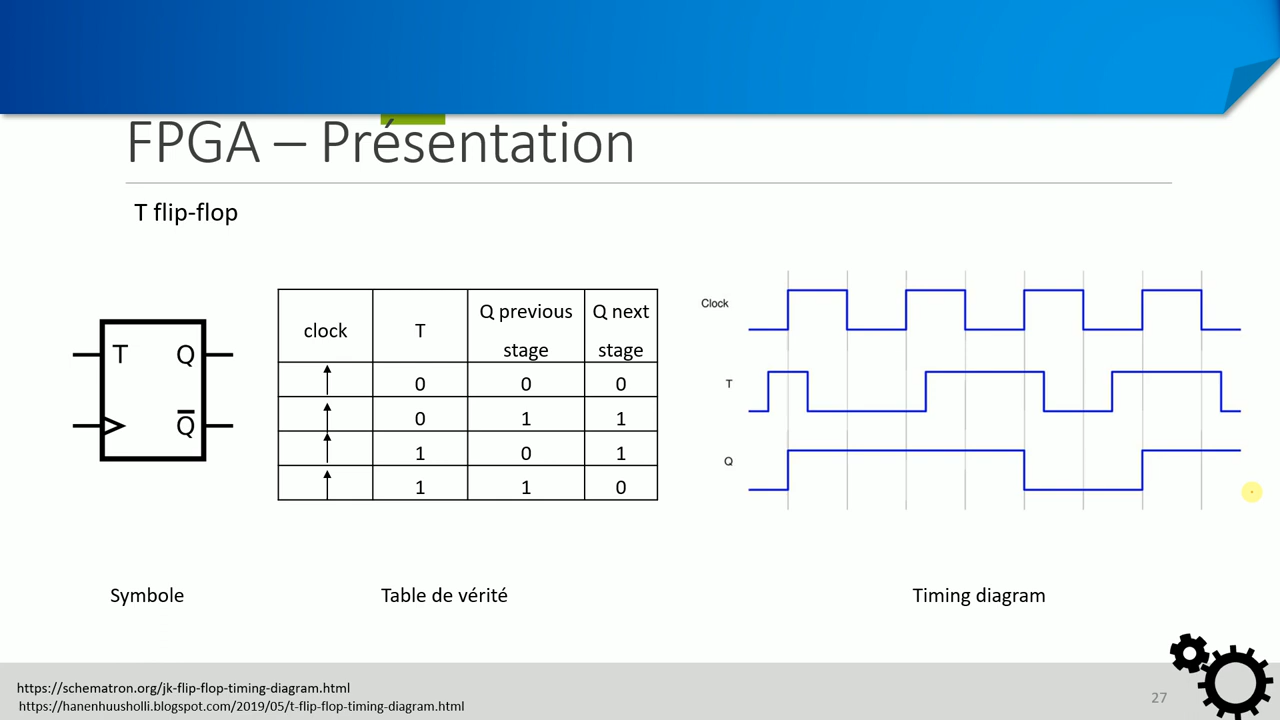 FPGA – Présentation
T flip-flop
T Q
Q̅
clock T Q previous stage Q next stage
↑ 0 0 0
↑ 0 1 1
↑ 1 0 1
↑ 1 1 0
Clock
T
Q
Symbole
Table de vérité
Timing diagram
https://schematron.org/jk-flip-flop-timing-diagram.html
https://hanenhuusholli.blogspot.com/2019/05/t-flip-flop-timing-diagram.html
27